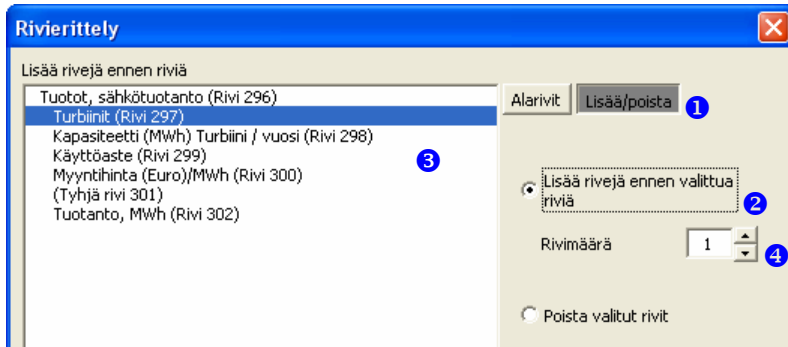 Rivierittely
Lisää rivejä ennen riviä
Tuotot, sähkötuotanto (Rivi 296)
Turbiinit (Rivi 297)
Kapasiteetti (MWh) Turbiini / vuosi (Rivi 298)
Käyttöaste (Rivi 299)
Myyntihinta (Euro)/MWh (Rivi 300)
(Tyhjä rivi 301)
Tuotanto, MWh (Rivi 302)
3
Alarivit
Lisää/poista
1
Lisää rivejä ennen valittua
riviä
2
Rivimäärä
1
4
Poista valitut rivit